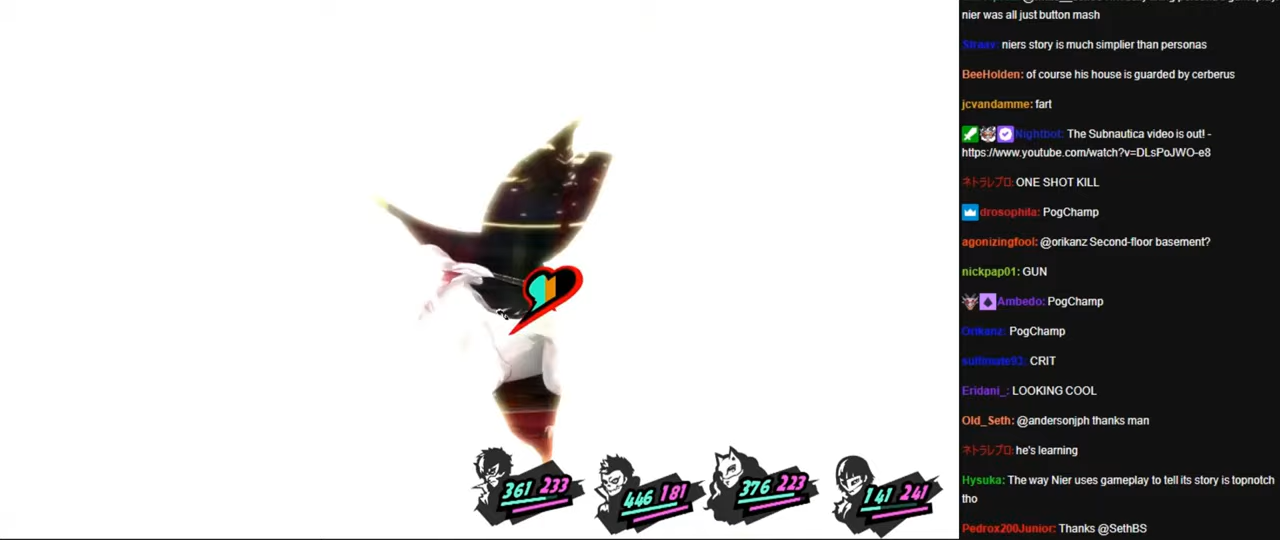 nier was all just button mash
Straav: niers story is much simplier than personas
BeeHolden: of course his house is guarded by cerberus
jcvandamme: fart
Nightbot: The Subnautica video is out! -
https://www.youtube.com/watch?v=DLsPoJWO-e8
ネトラレプロ: ONE SHOT KILL
drosophila: PogChamp
agonizingfool: @orikanz Second-floor basement?
nickpap01: GUN
Ambedo: PogChamp
Orikanz: PogChamp
CRIT
Eridani_: LOOKING COOL
Old_Seth: @andersonjph thanks man
ネトラレプロ: he's learning
Hysuka: The way Nier uses gameplay to tell its story is topnotch
tho
Pedrox200Junior: Thanks @SethBS
361 233
446 181
376 223
141 241